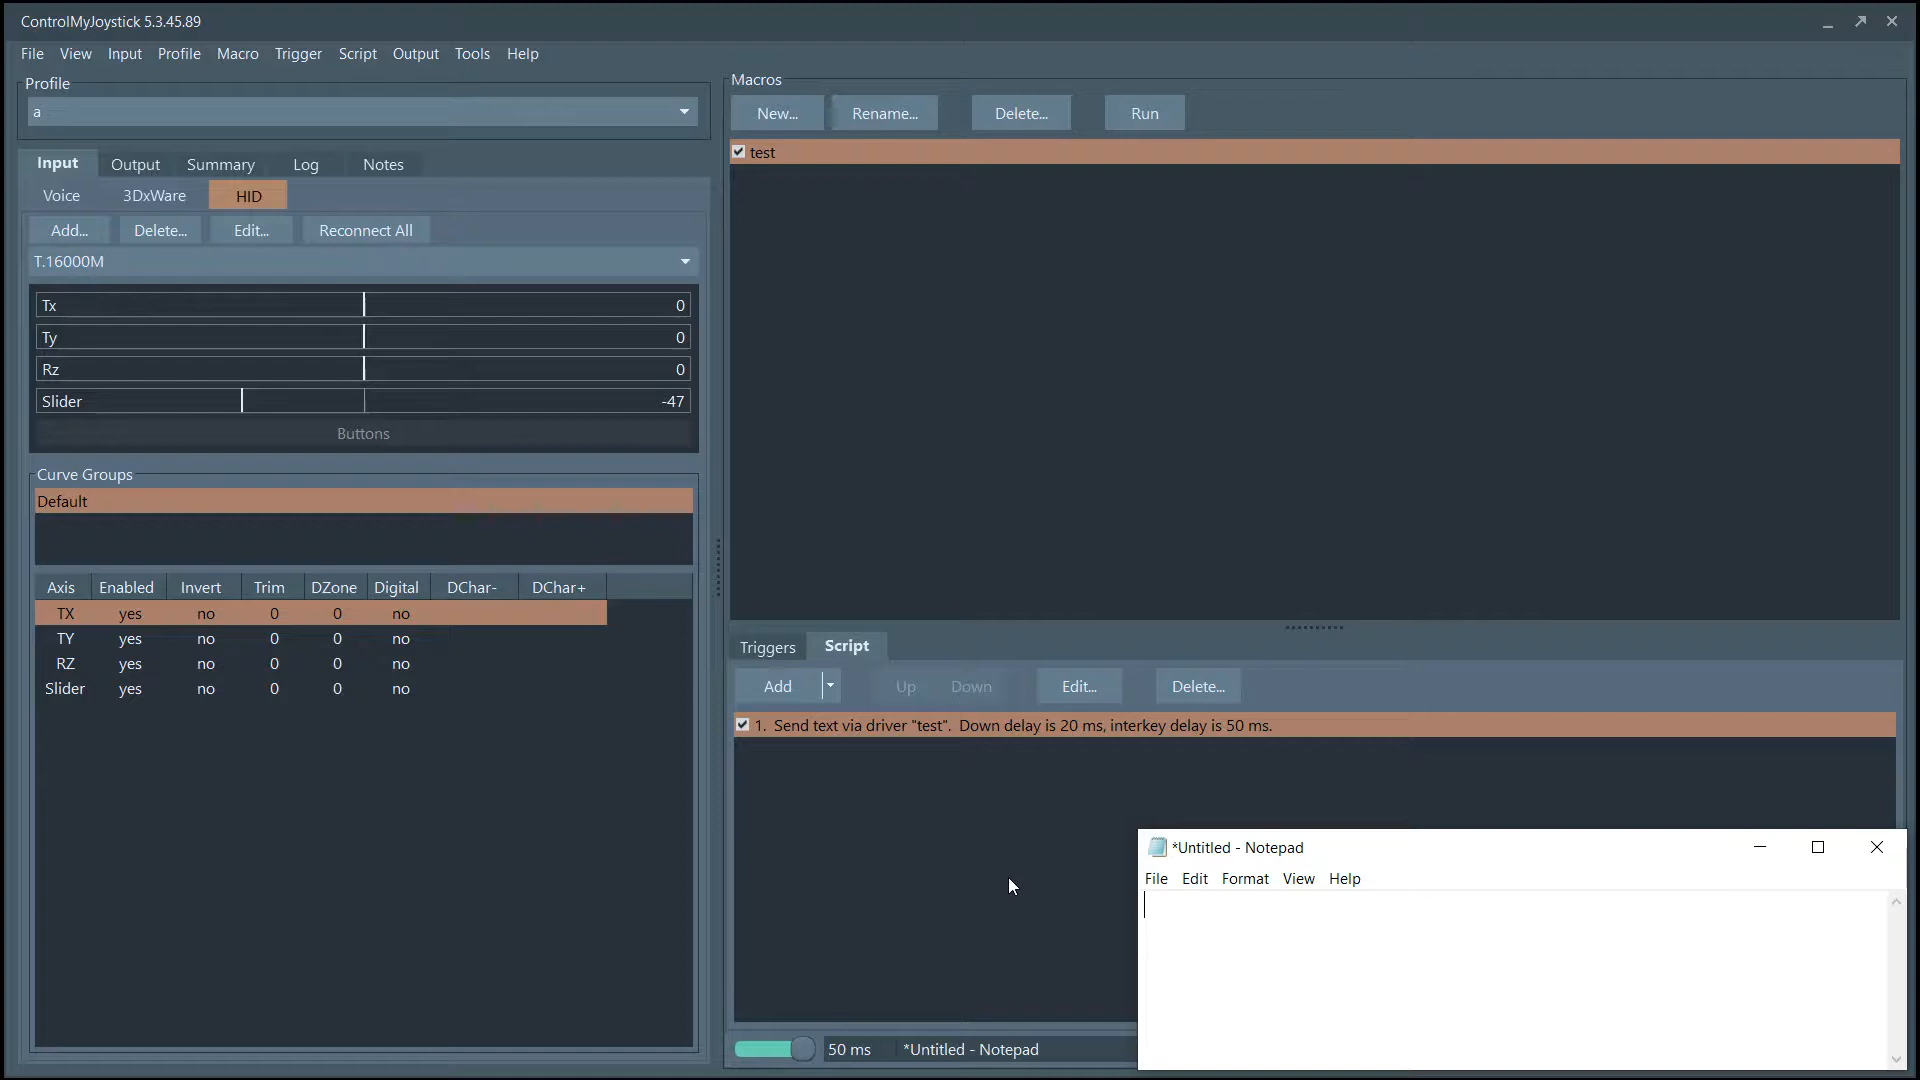 ControlMyJoystick 5.3.45.89
File View Input Profile Macro Trigger Script Output Tools Help
Profile
a
Input Output Summary Log Notes
Voice 3DxWare HID
Add... Delete... Edit... Reconnect All
T.16000M
Tx 0
Ty 0
Rz 0
Slider -47
Buttons
Curve Groups
Default
Axis Enabled Invert Trim DZone Digital DChar- DChar+
TX yes no 0 0 no
TY yes no 0 0 no
RZ yes no 0 0 no
Slider yes no 0 0 no
Macros
New... Rename... Delete... Run
test
Triggers Script
Add Up Down Edit... Delete...
1. Send text via driver "test". Down delay is 20 ms, interkey delay is 50 ms.
50 ms *Untitled - Notepad
*Untitled - Notepad
File Edit Format View Help